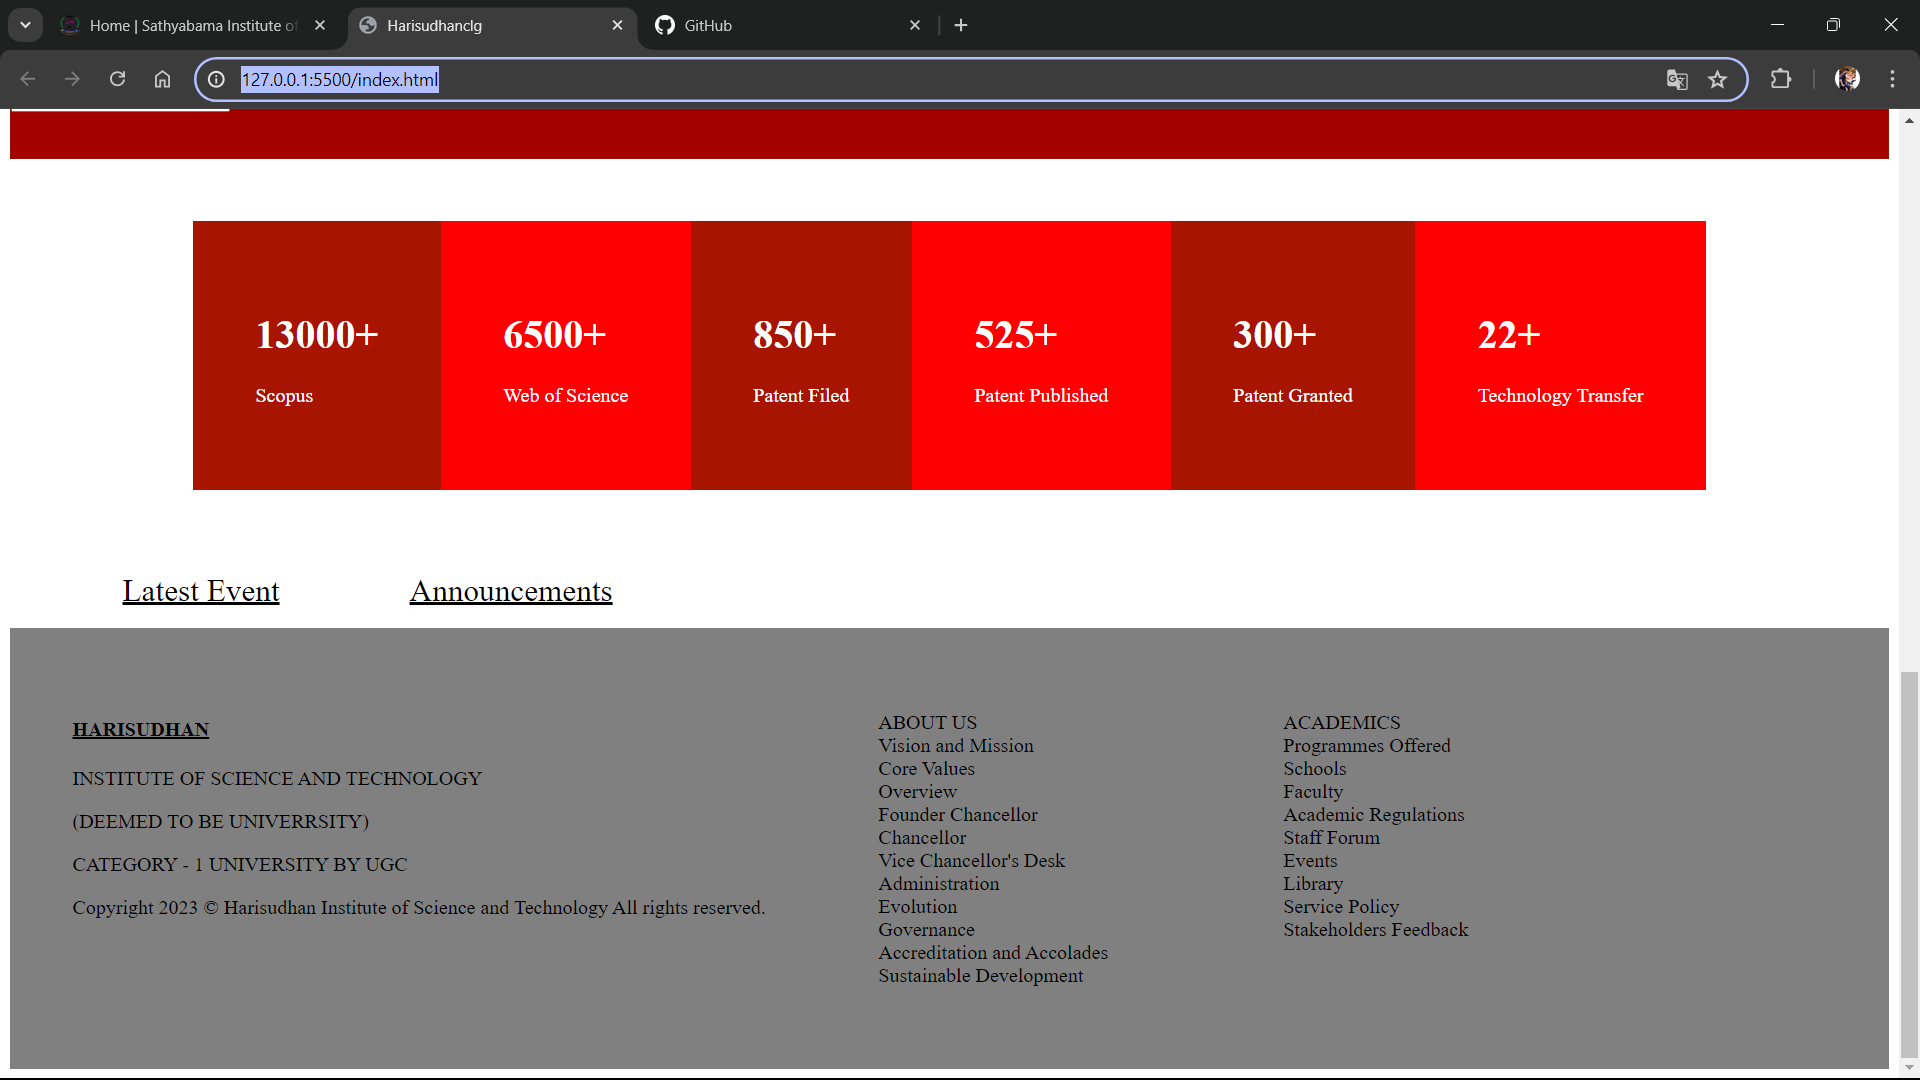 Home | Sathyabama Institute of
Harisudhanclg
GitHub
127.0.0.1:5500/index.html
13000+
Scopus
6500+
Web of Science
850+
Patent Filed
525+
Patent Published
300+
Patent Granted
22+
Technology Transfer
Latest Event
Announcements
HARISUDHAN
INSTITUTE OF SCIENCE AND TECHNOLOGY
(DEEMED TO BE UNIVERRSITY)
CATEGORY - 1 UNIVERSITY BY UGC
Copyright 2023 © Harisudhan Institute of Science and Technology All rights reserved.
ABOUT US
Vision and Mission
Core Values
Overview
Founder Chancellor
Chancellor
Vice Chancellor's Desk
Administration
Evolution
Governance
Accreditation and Accolades
Sustainable Development
ACADEMICS
Programmes Offered
Schools
Faculty
Academic Regulations
Staff Forum
Events
Library
Service Policy
Stakeholders Feedback